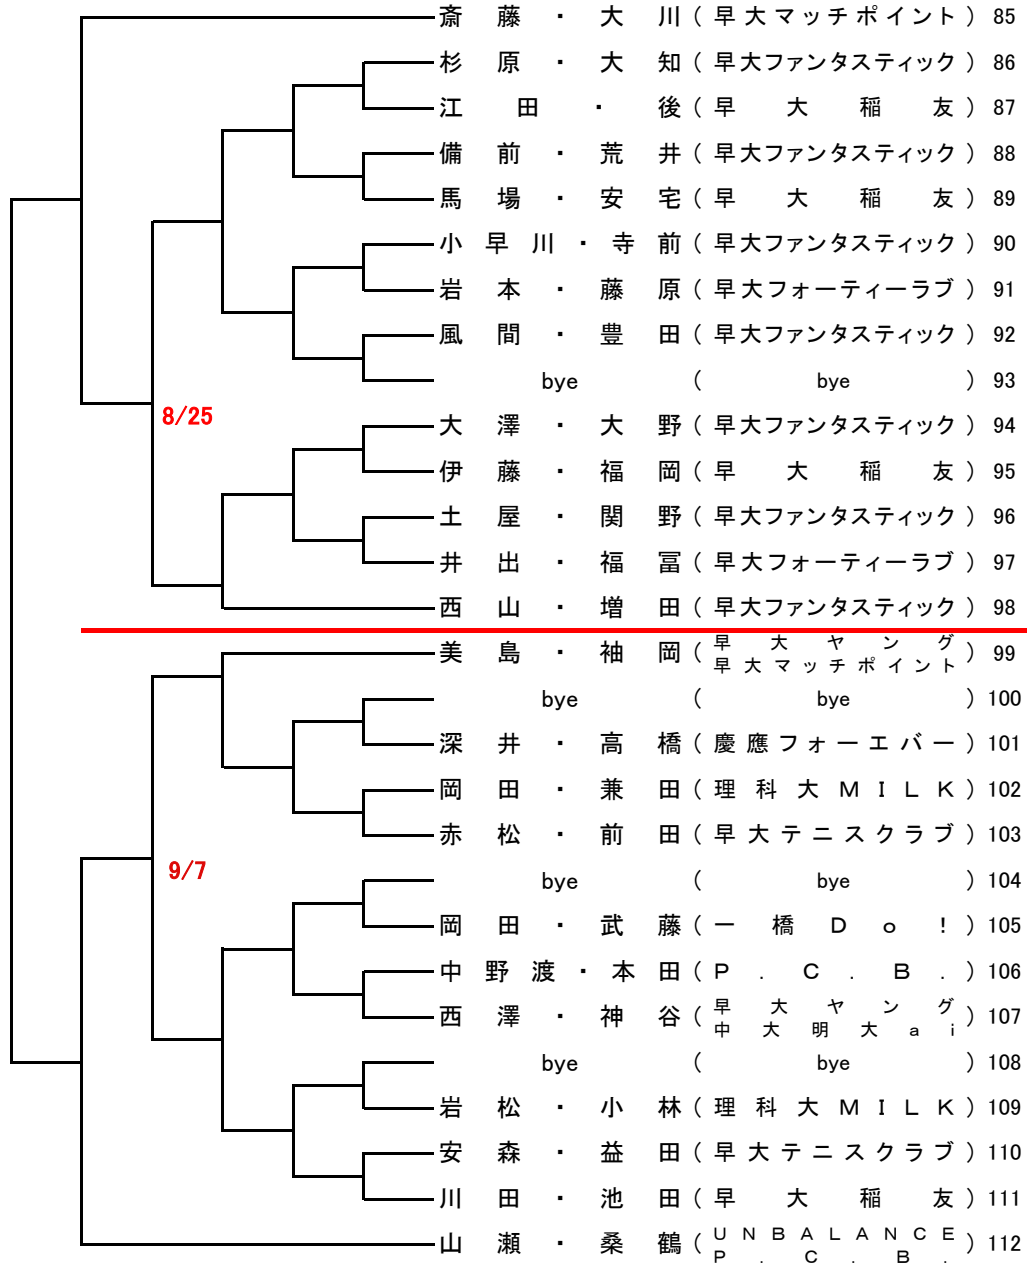 斎藤・大川（早大マッチポイント）85
杉原・大知（早大ファンタスティック）86
江田・後（早大稲友）87
備前・荒井（早大ファンタスティック）88
馬場・安宅（早大稲友）89
小早川・寺前（早大ファンタスティック）90
岩本・藤原（早大フォーティーラブ）91
風間・豊田（早大ファンタスティック）92
bye（bye）93
8/25
大澤・大野（早大ファンタスティック）94
伊藤・福岡（早大稲友）95
土屋・関野（早大ファンタスティック）96
井出・福冨（早大フォーティーラブ）97
西山・増田（早大ファンタスティック）98
美島・袖岡（早大ヤング
早大マッチポイント）99
bye（bye）100
深井・高橋（慶應フォーエバー）101
岡田・兼田（理科大ＭＩＬＫ）102
赤松・前田（早大テニスクラブ）103
9/7
bye（bye）104
岡田・武藤（一橋Ｄｏ！）105
中野渡・本田（Ｐ．Ｃ．Ｂ．）106
西澤・神谷（早大ヤング
中大明大ａｉ）107
bye（bye）108
岩松・小林（理科大ＭＩＬＫ）109
安森・益田（早大テニスクラブ）110
川田・池田（早大稲友）111
山瀬・桑鶴（ＵＮＢＡＬＡＮＣＥ
Ｐ．Ｃ．Ｂ．）112